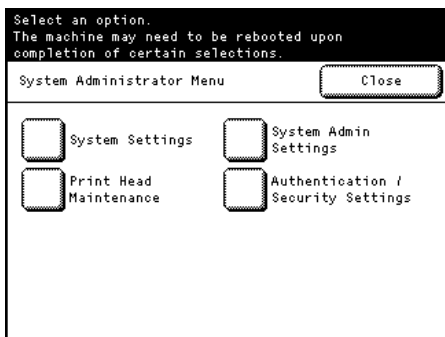 Select an option.
The machine may need to be rebooted upon
completion of certain selections.
System Administrator Menu
Close
System Settings
System Admin
Settings
Print Head
Maintenance
Authentication /
Security Settings